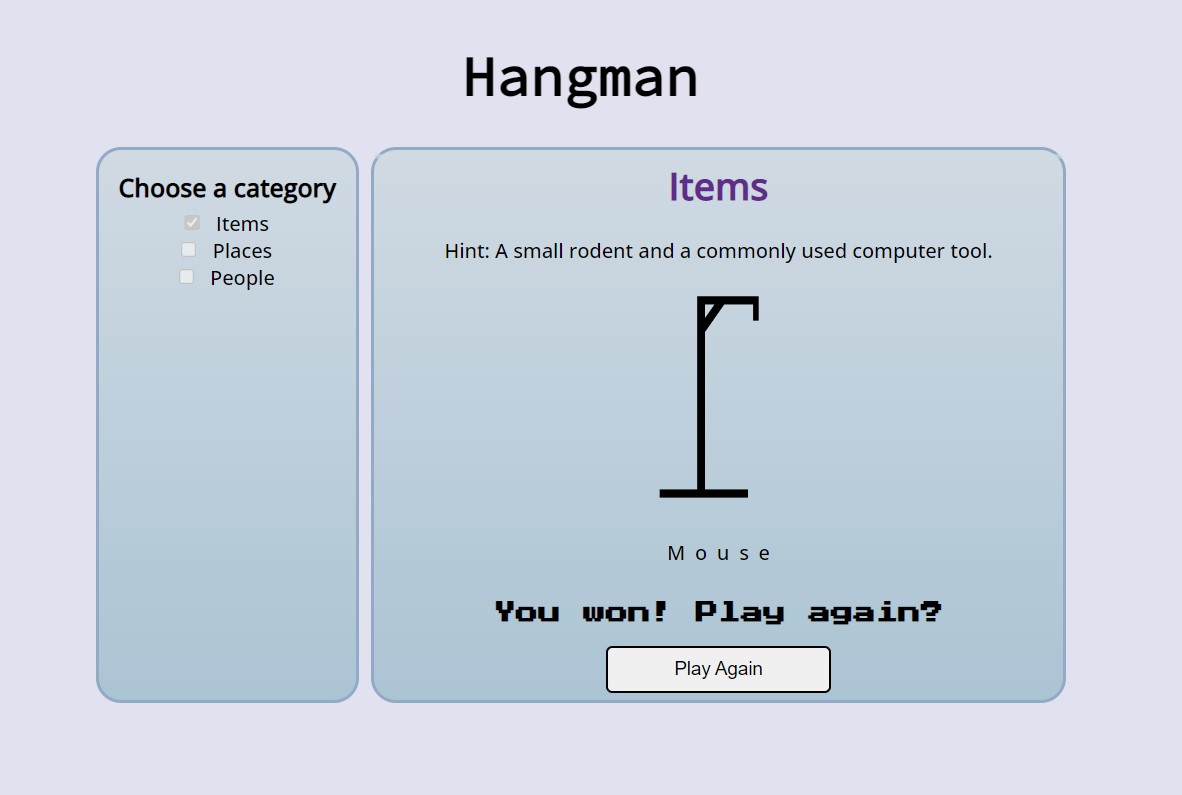 Hangman
Choose a category
Items
Places
People
Items
Hint: A small rodent and a commonly used computer tool.
M o u s e
You won! Play again?
Play Again